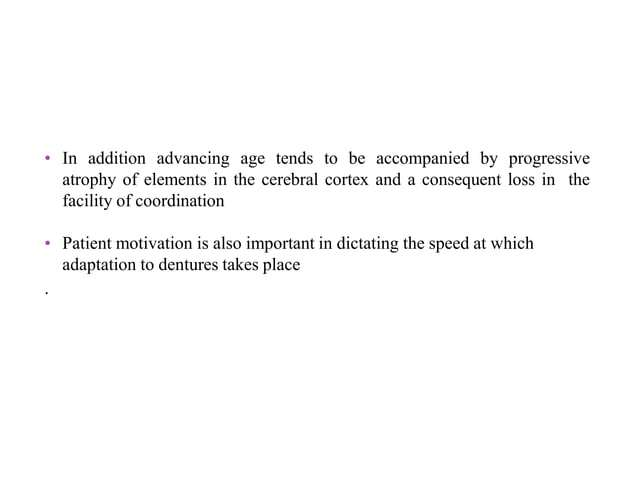 • In addition advancing age tends to be accompanied by progressive
atrophy of elements in the cerebral cortex and a consequent loss in the
facility of coordination
• Patient motivation is also important in dictating the speed at which
adaptation to dentures takes place
.